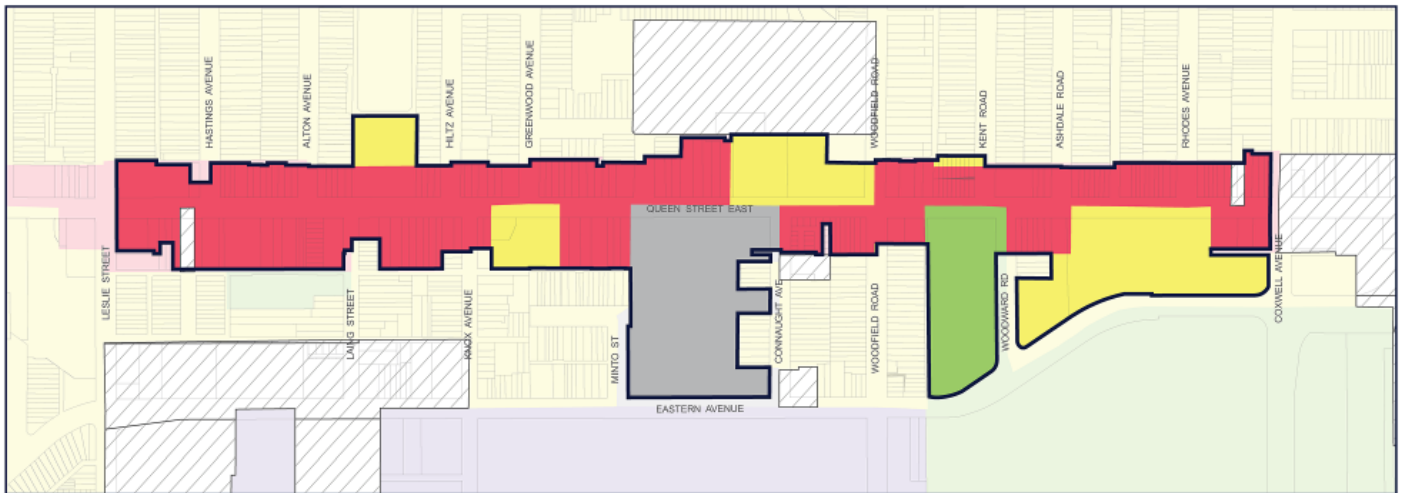 HASTINGS AVENUE
ALTON AVENUE
HILTZ AVENUE
GREENWOOD AVENUE
WOODFIELD ROAD
KENT ROAD
ASHDALE ROAD
RHODES AVENUE
QUEEN STREET EAST
LESLIE STREET
LAING STREET
KNOX AVENUE
MINTO ST
CONNAUGHT AVE
WOODFIELD ROAD
WOODWARD RD
COXWELL AVENUE
EASTERN AVENUE